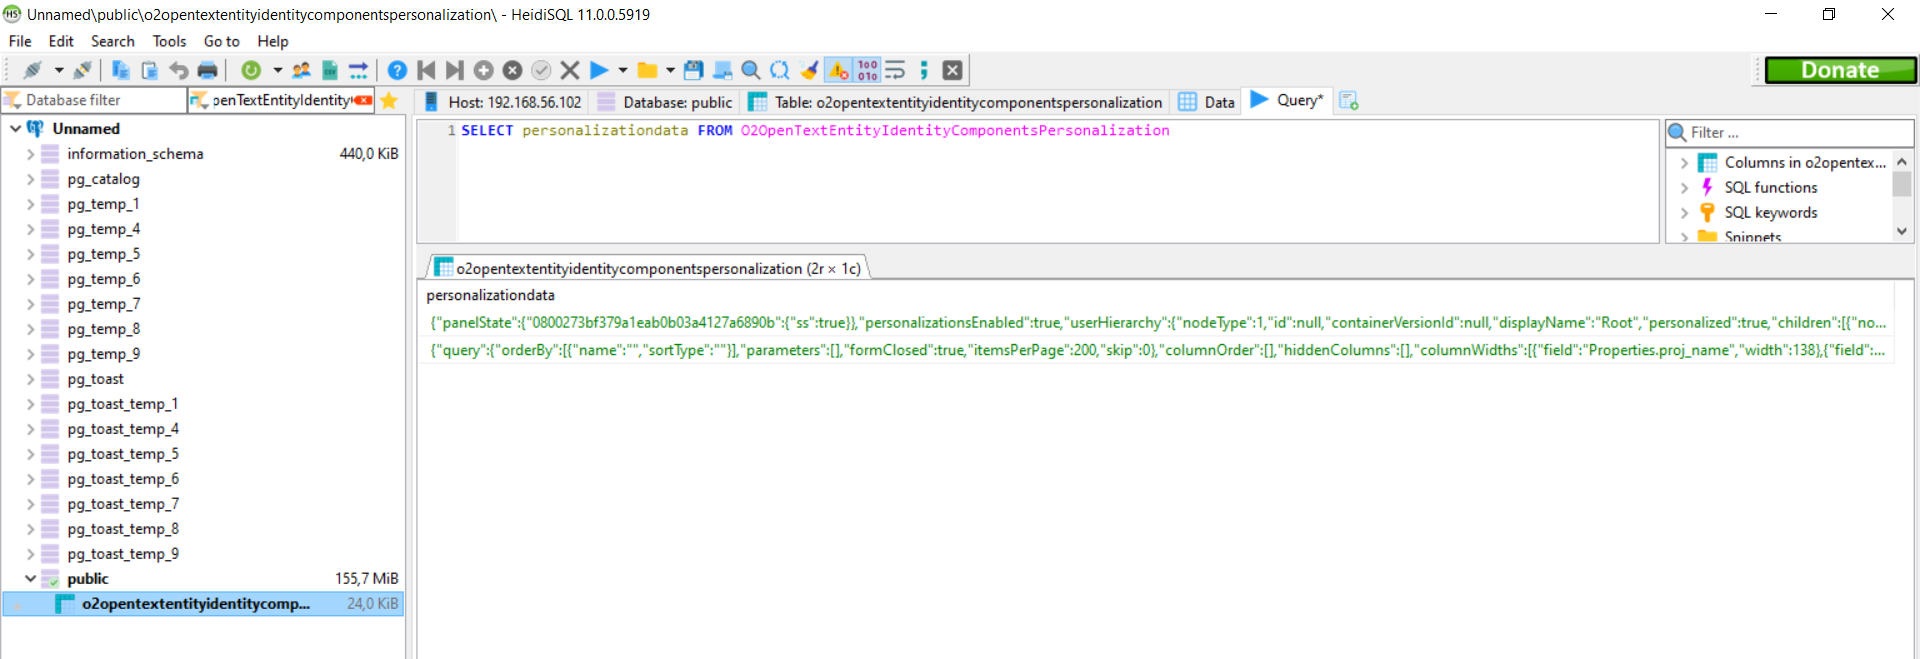 Unnamed\public\o2opentextentityidentitycomponentspersonalization\ - HeidiSQL 11.0.0.5919
File Edit Search Tools Go to Help
Donate
Database filter
penTextEntityIdentity
Host: 192.168.56.102
Database: public
Table: o2opentextentityidentitycomponentspersonalization
Data
Query*
Unnamed
information_schema 440,0 KiB
pg_catalog
pg_temp_1
pg_temp_4
pg_temp_5
pg_temp_6
pg_temp_7
pg_temp_8
pg_temp_9
pg_toast
pg_toast_temp_1
pg_toast_temp_4
pg_toast_temp_5
pg_toast_temp_6
pg_toast_temp_7
pg_toast_temp_8
pg_toast_temp_9
public 155,7 MiB
o2opentextentityidentitycomp... 24,0 KiB
1 SELECT personalizationdata FROM O2OpenTextEntityIdentityComponentsPersonalization
Filter ...
Columns in o2opentex...
SQL functions
SQL keywords
Snippets
o2opentextentityidentitycomponentspersonalization (2r × 1c)
personalizationdata
{"panelState":{"0800273bf379a1eab0b03a4127a6890b":{"ss":true}},"personalizationsEnabled":true,"userHierarchy":{"nodeType":1,"id":null,"containerVersionId":null,"displayName":"Root","personalized":true,"children":[{"no...
{"query":{"orderBy":[{"name":"","sortType":""}],"parameters":[],"formClosed":true,"itemsPerPage":200,"skip":0},"columnOrder":[],"hiddenColumns":[],"columnWidths":[{"field":"Properties.proj_name","width":138},{"field":...